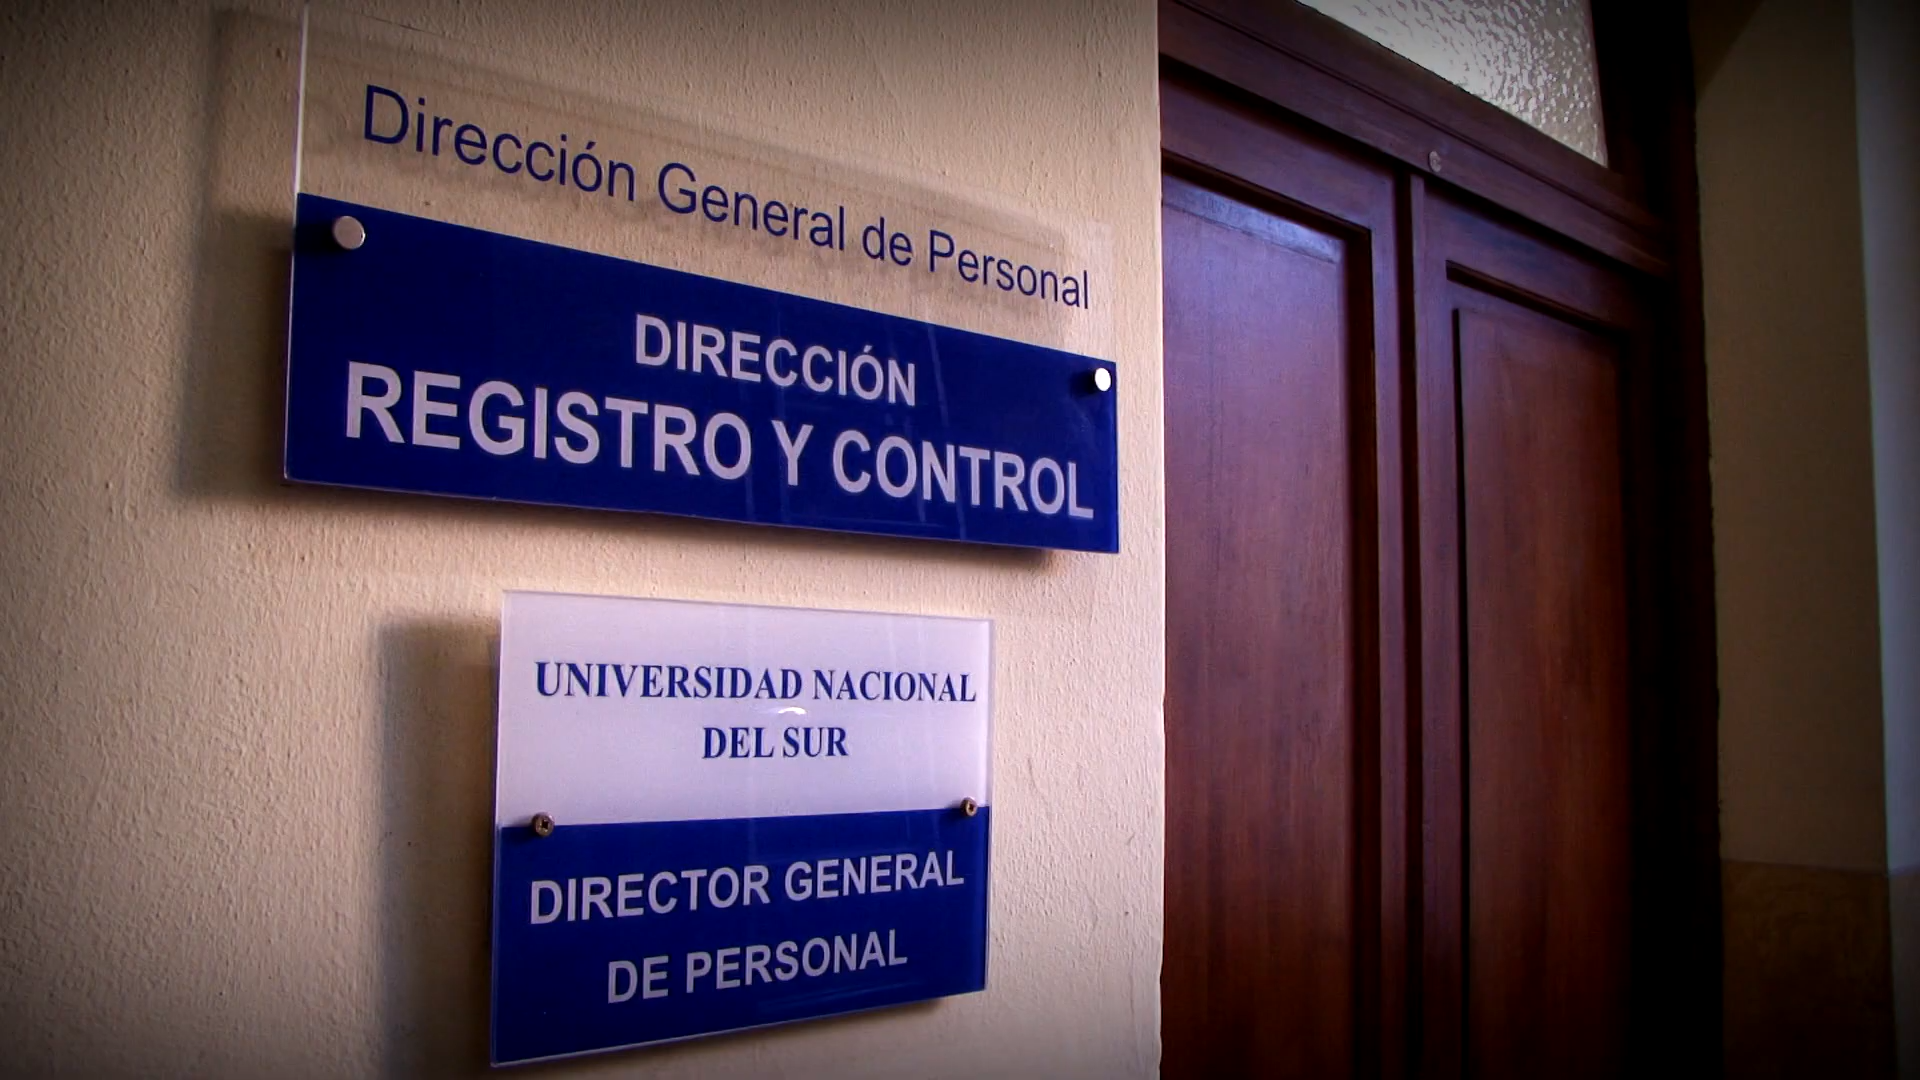 Dirección General de Personal
DIRECCIÓN
REGISTRO Y CONTROL
UNIVERSIDAD NACIONAL
DEL SUR
DIRECTOR GENERAL
DE PERSONAL